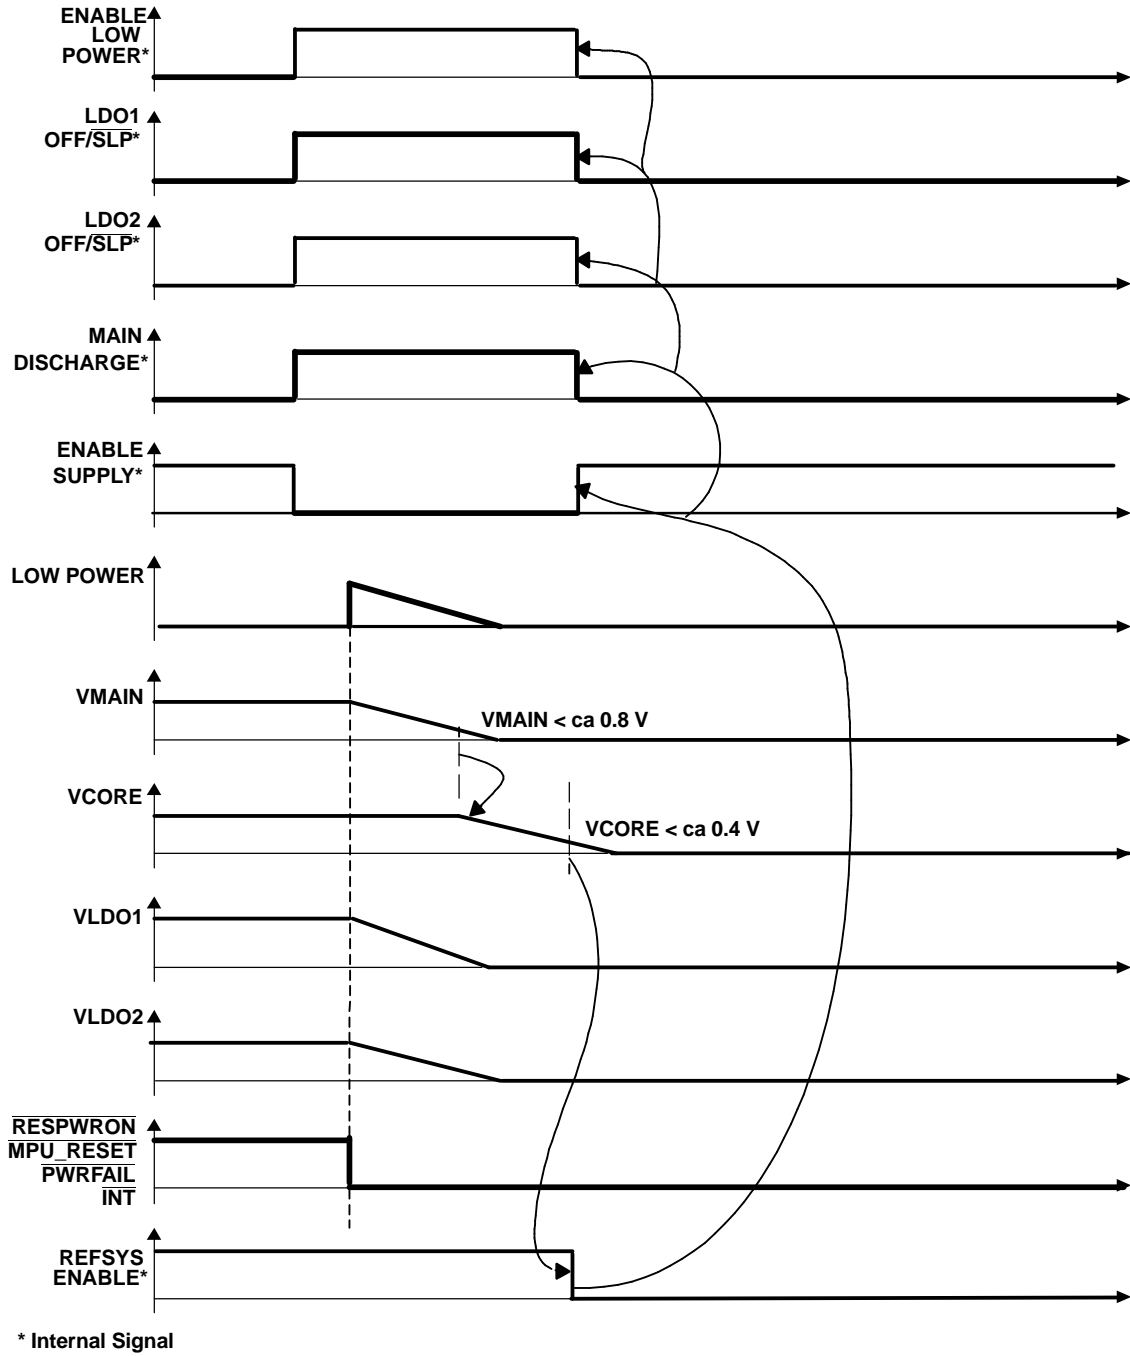 ENABLE
LOW
POWER*
LDO1
OFF/SLP*
LDO2
OFF/SLP*
MAIN
DISCHARGE*
ENABLE
SUPPLY*
LOW POWER
VMAIN
VMAIN < ca 0.8 V
VCORE
VCORE < ca 0.4 V
VLDO1
VLDO2
RESPWRON
MPU_RESET
PWRFAIL
INT
REFSYS
ENABLE*
* Internal Signal